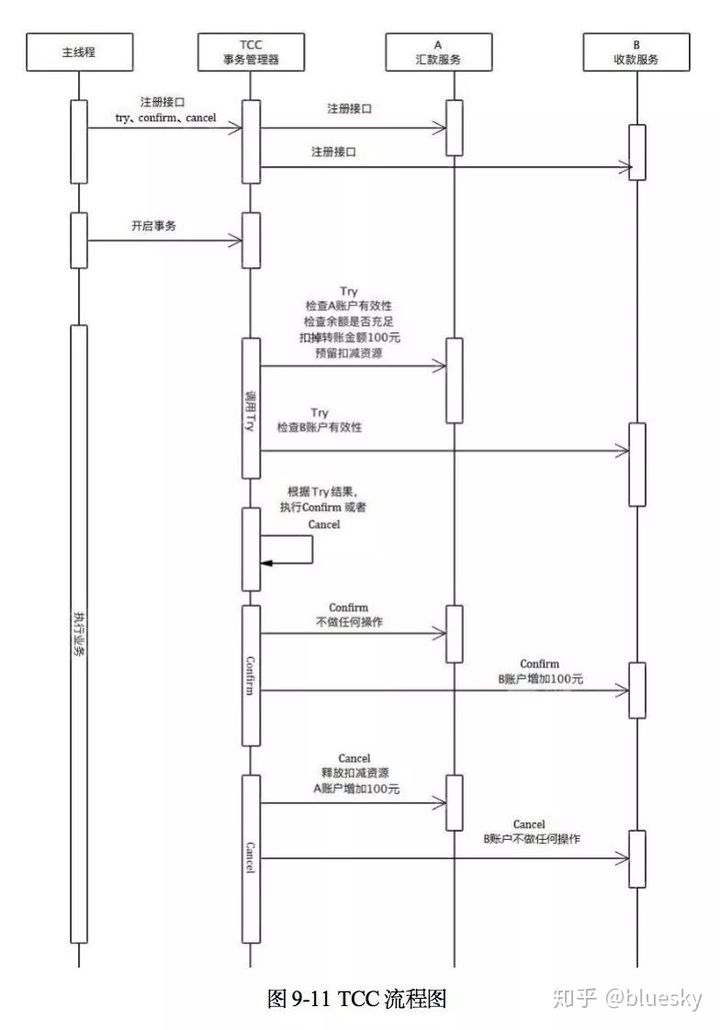 主线程
TCC
事务管理器
A
汇款服务
B
收款服务
注册接口
try、confirm、cancel
注册接口
注册接口
开启事务
Try
检查A账户有效性
检查余额是否充足
扣掉转账金额100元
预留扣减资源
调用Try
Try
检查B账户有效性
根据Try结果，
执行Confirm 或者
Cancel
执行业务
Confirm
不做任何操作
Confirm
Confirm
B账户增加100元
Cancel
释放扣减资源
A账户增加100元
Cancel
Cancel
B账户不做任何操作
图 9-11 TCC 流程图
知乎 @bluesky